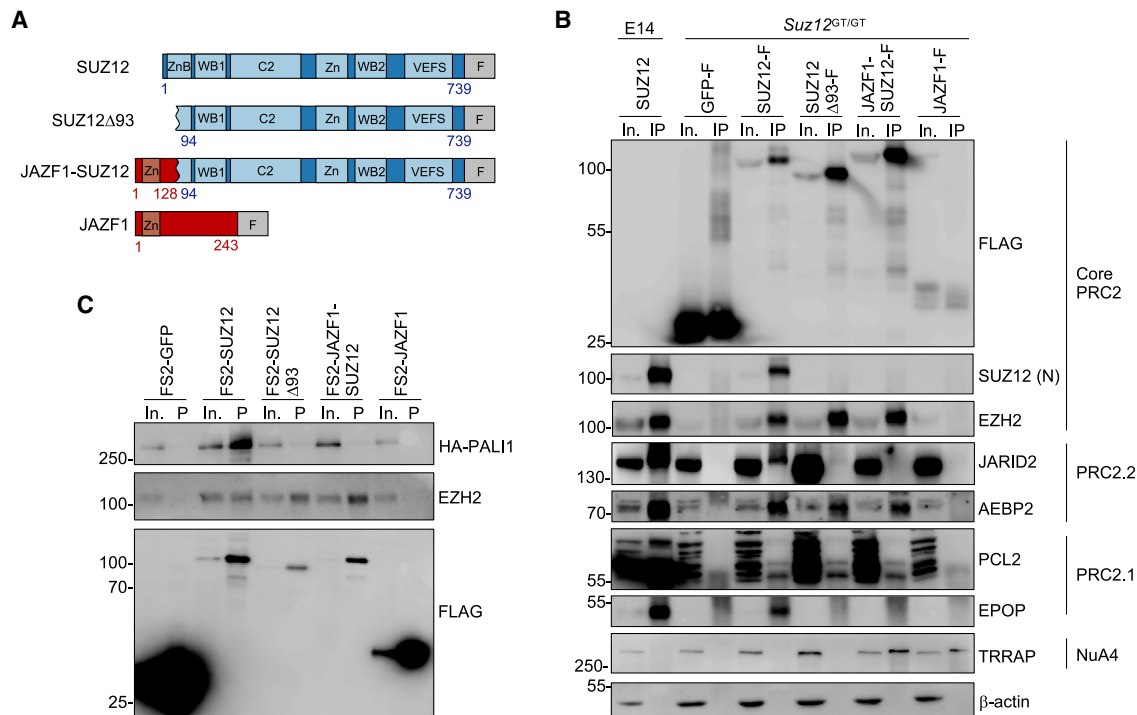 A
SUZ12
ZnB WB1 C2 Zn WB2 VEFS F
1 739
SUZ12Δ93
WB1 C2 Zn WB2 VEFS F
94 739
JAZF1-SUZ12
Zn WB1 C2 Zn WB2 VEFS F
1 128 94 739
JAZF1
Zn F
1 243
B
E14 Suz12GT/GT
SUZ12
GFP-F
SUZ12-F
SUZ12
Δ93-F
JAZF1-
SUZ12-F
JAZF1-F
In. IP In. IP In. IP In. IP In. IP In. IP
100
55
25
FLAG
100
SUZ12 (N)
100
EZH2
Core
PRC2
130
JARID2
70
AEBP2
PRC2.2
55
PCL2
55
EPOP
PRC2.1
250
TRRAP
NuA4
55
β-actin
C
FS2-GFP
FS2-SUZ12
FS2-SUZ12
Δ93
FS2-JAZF1-
SUZ12
FS2-JAZF1
In. P In. P In. P In. P In. P
250
HA-PALI1
100
EZH2
100
70
25
FLAG